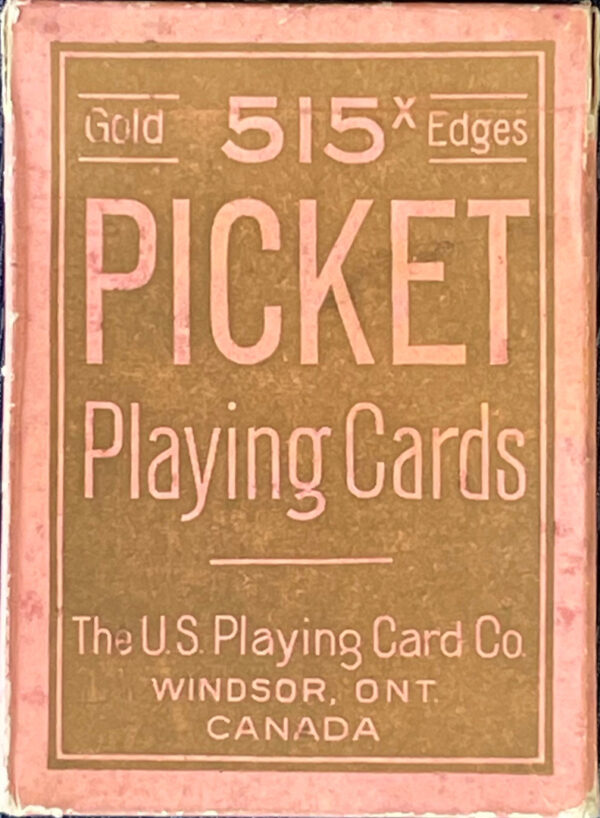 Gold 515x Edges
PICKET
Playing Cards
The U.S. Playing Card Co.
WINDSOR, ONT.
CANADA